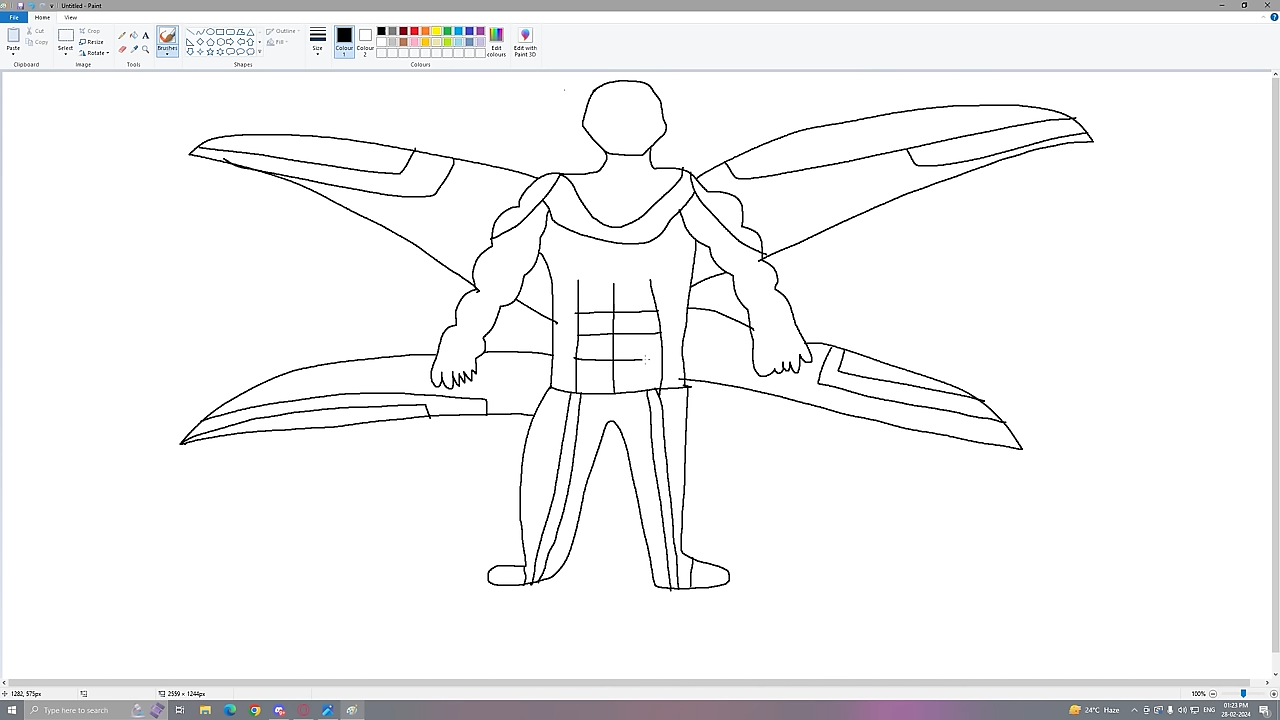 Untitled - Paint
File Home View
Paste
Cut
Copy
Clipboard
Select
Crop
Resize
Rotate
Image
Tools
Brushes
Shapes
Outline
Fill
Size
Colour 1
Colour 2
Edit colours
Edit with Paint 3D
Colours
1282, 575px
2559 × 1244px
100%
Type here to search
24°C Haze
ENG
01:23 PM
28-02-2024